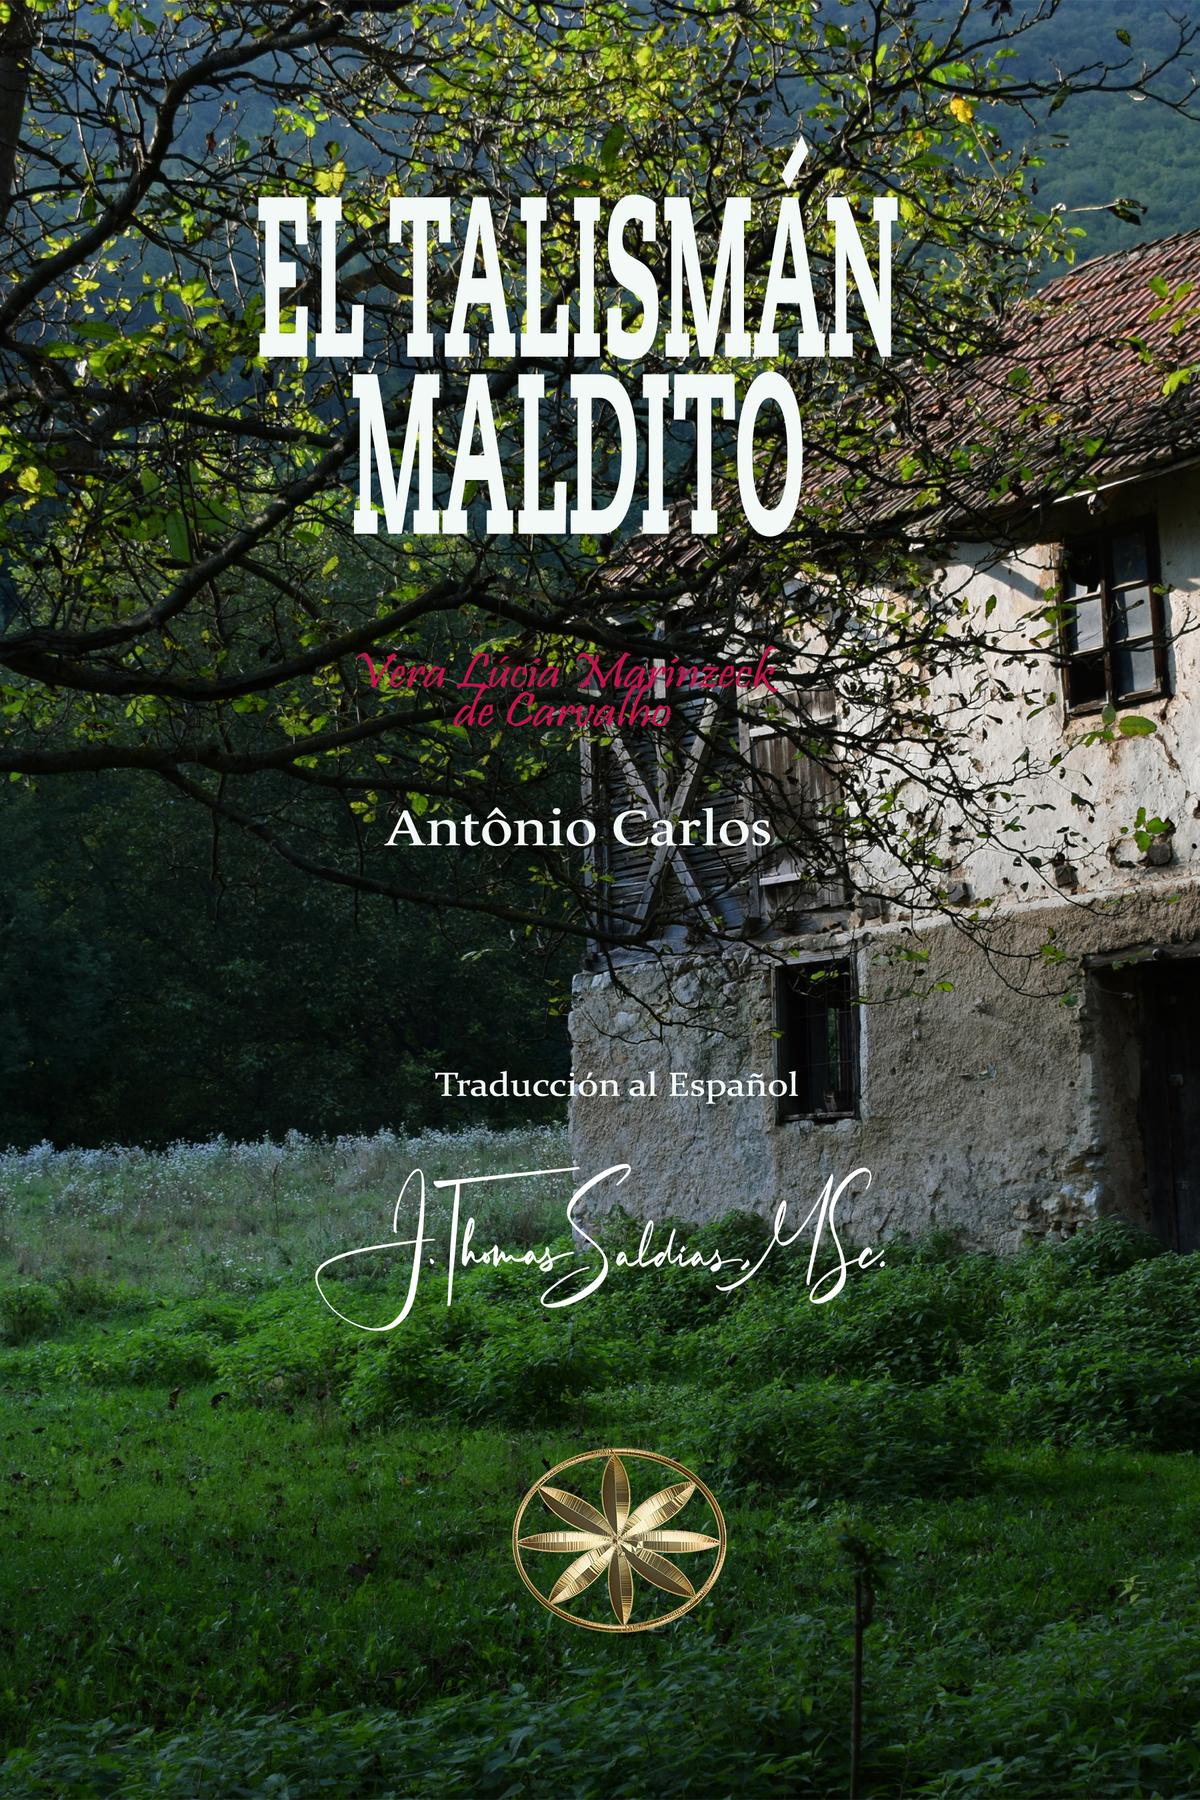 EL TALISMÁN
MALDITO
Vera Lúcia Marinzeck
de Carvalho
Antônio Carlos
Traducción al Español
J. Thomas Saldias, MSc.